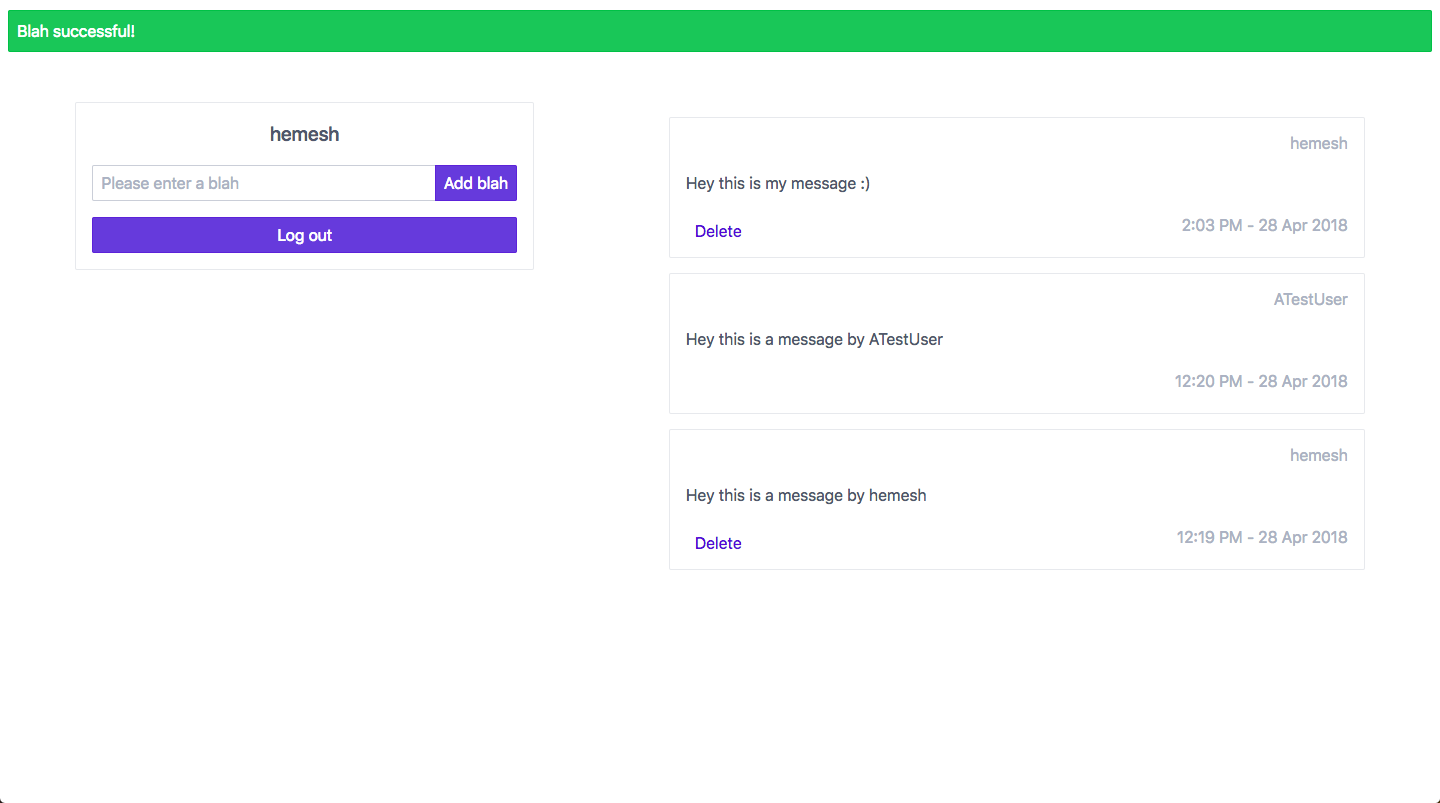 Blah successful!
hemesh
Please enter a blah
Add blah
Log out
hemesh
Hey this is my message :)
Delete
2:03 PM - 28 Apr 2018
ATestUser
Hey this is a message by ATestUser
12:20 PM - 28 Apr 2018
hemesh
Hey this is a message by hemesh
Delete
12:19 PM - 28 Apr 2018